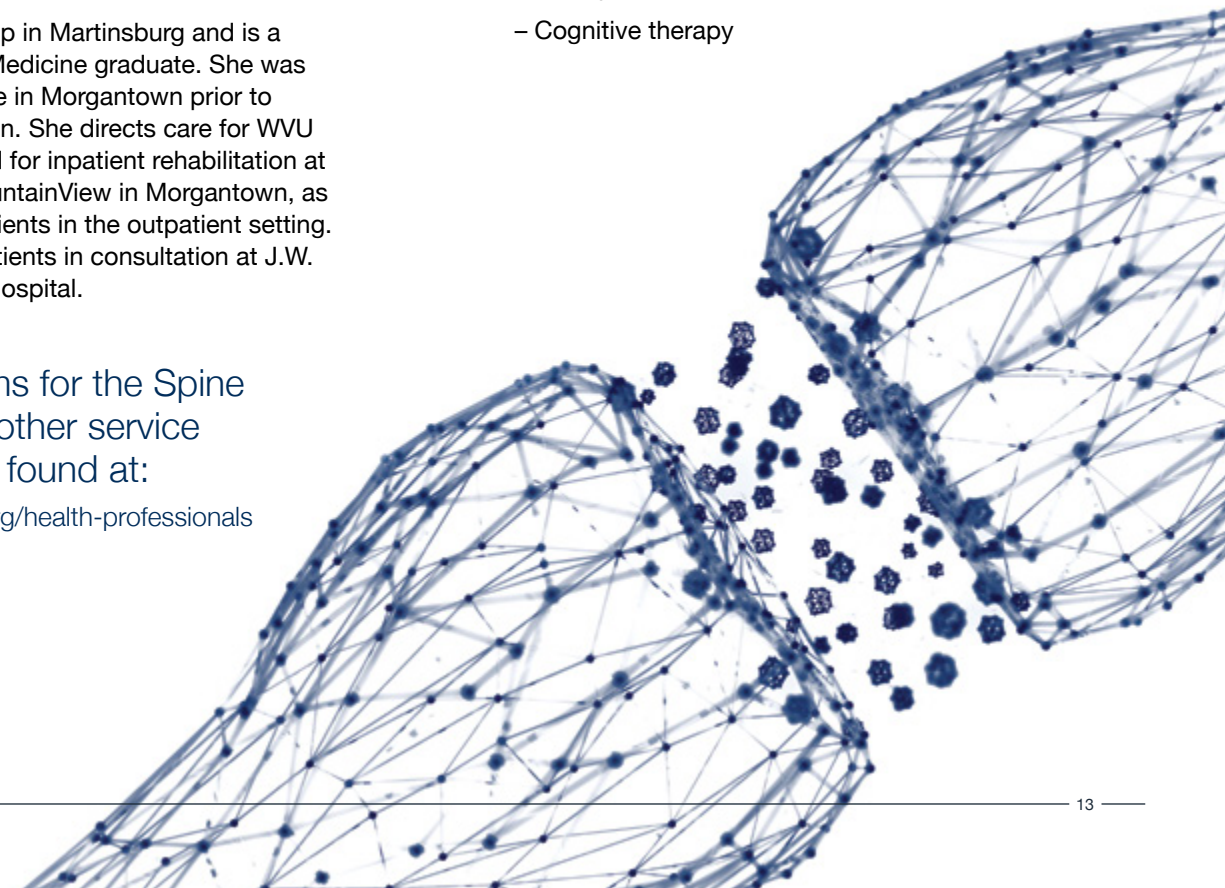 p in Martinsburg and is a
Medicine graduate. She was
e in Morgantown prior to
n. She directs care for WVU
l for inpatient rehabilitation at
untainView in Morgantown, as
ients in the outpatient setting.
tients in consultation at J.W.
ospital.
ns for the Spine
other service
found at:
rg/health-professionals
– Cognitive therapy
13